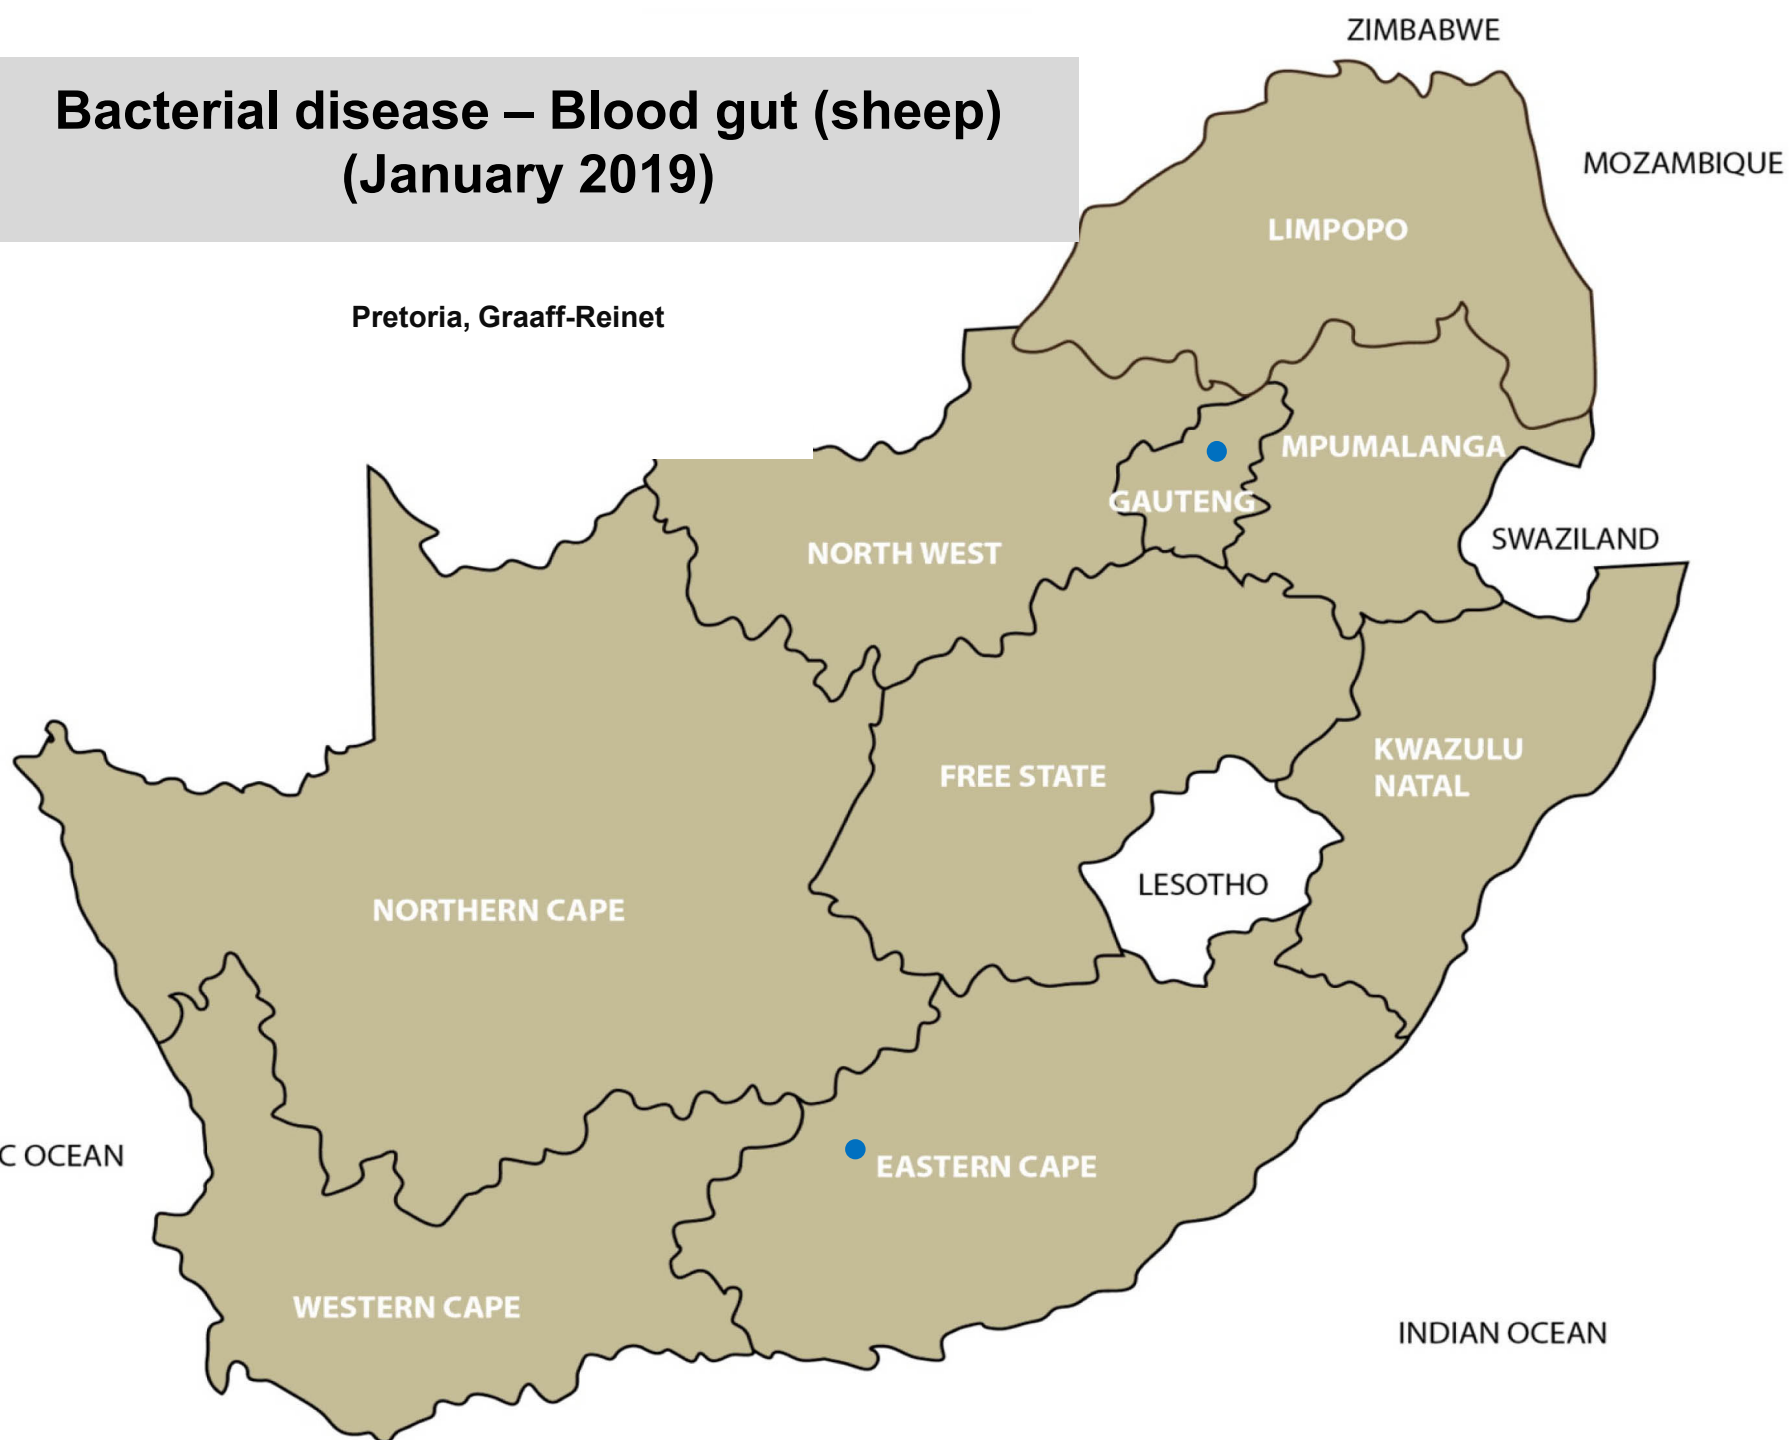 ZIMBABWE
Bacterial disease – Blood gut (sheep)
(January 2019)
MOZAMBIQUE
LIMPOPO
Pretoria, Graaff-Reinet
MPUMALANGA
GAUTENG
SWAZILAND
NORTH WEST
KWAZULU
NATAL
FREE STATE
LESOTHO
NORTHERN CAPE
C OCEAN
EASTERN CAPE
WESTERN CAPE
INDIAN OCEAN